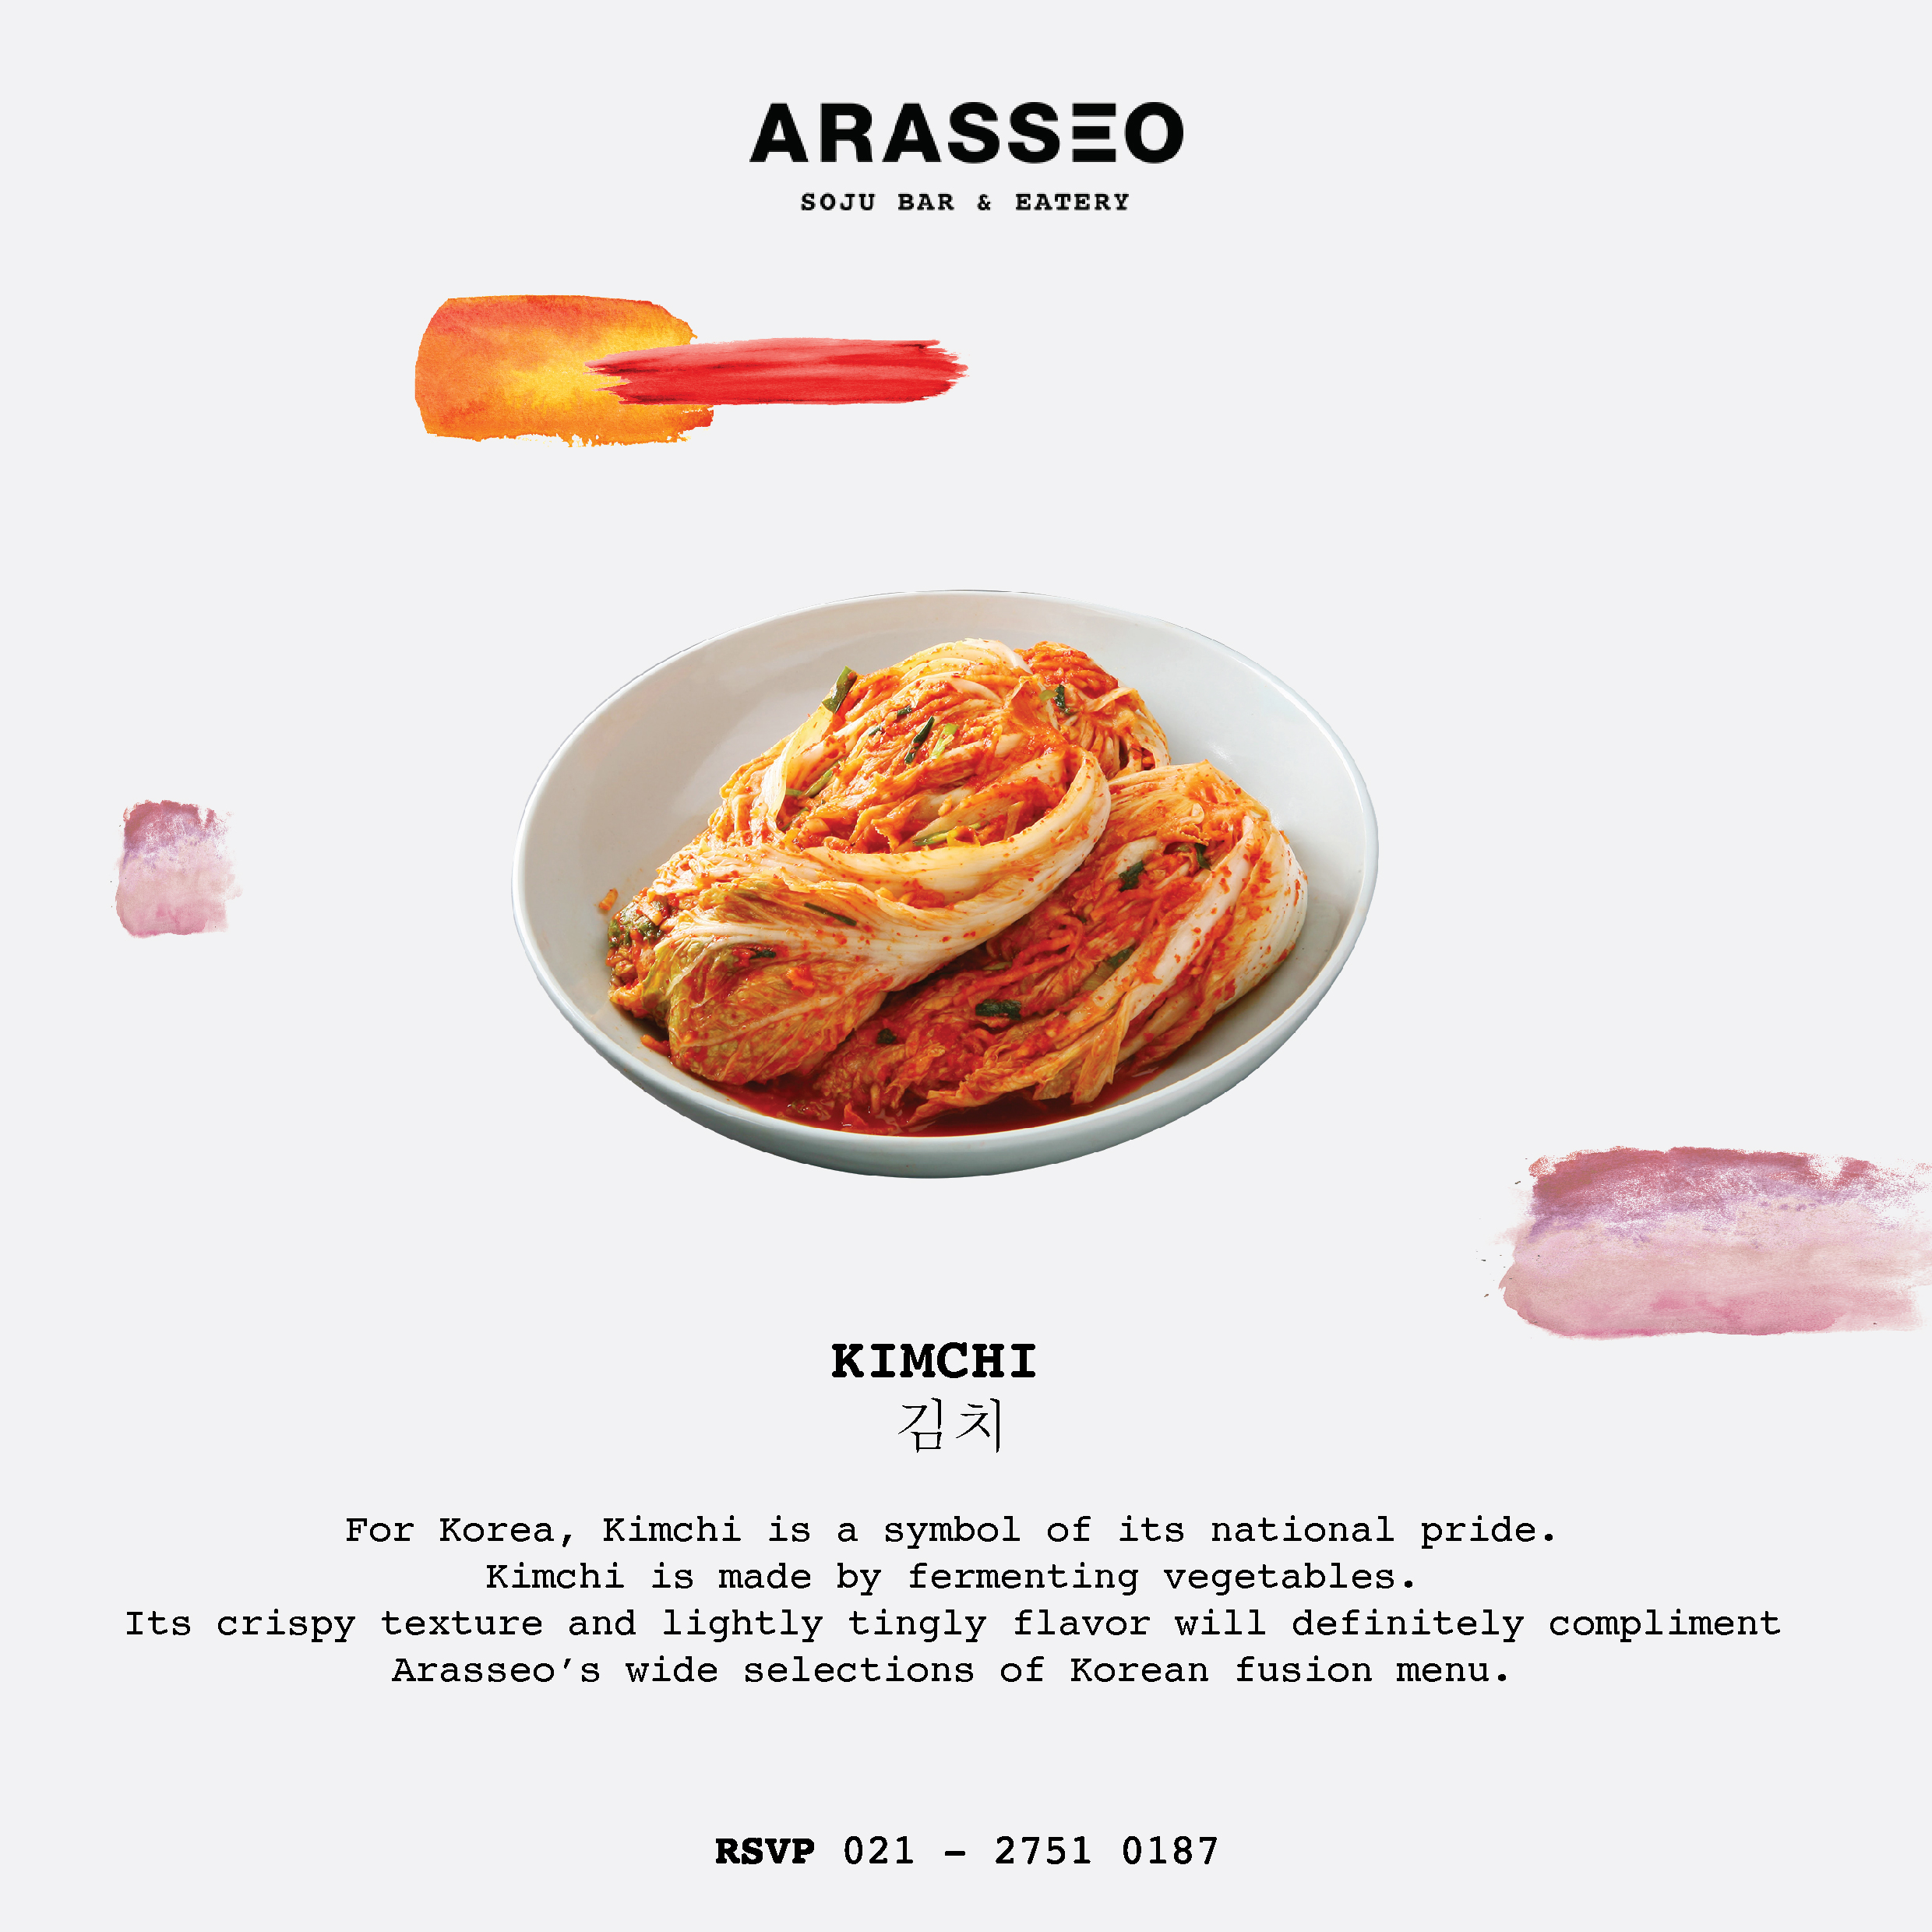 ARASSEO
SOJU BAR & EATERY
KIMCHI
김치
For Korea, Kimchi is a symbol of its national pride.
Kimchi is made by fermenting vegetables.
Its crispy texture and lightly tingly flavor will definitely compliment
Arasseo’s wide selections of Korean fusion menu.
RSVP 021 – 2751 0187